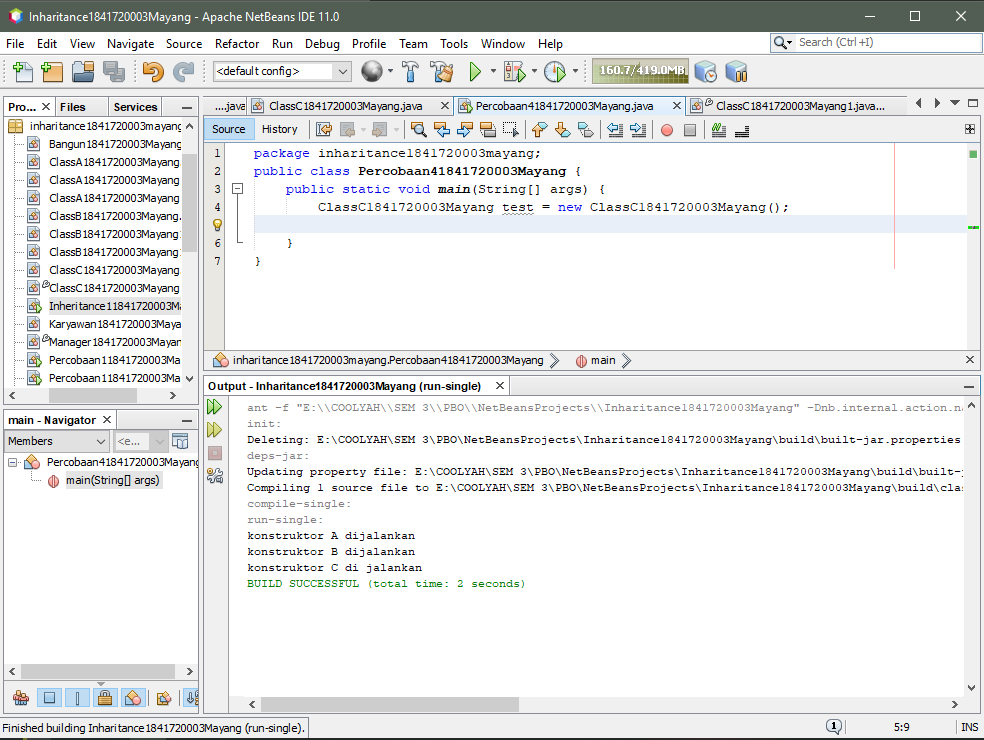 Inharitance1841720003Mayang - Apache NetBeans IDE 11.0
File Edit View Navigate Source Refactor Run Debug Profile Team Tools Window Help
Search (Ctrl+I)
<default config>
160.7/419.0MB
Pro... Files Services
inharitance1841720003mayang
Bangun1841720003Mayang
ClassA1841720003Mayang
ClassA1841720003Mayang
ClassA1841720003Mayang
ClassB1841720003Mayang.
ClassB1841720003Mayang
ClassB1841720003Mayang
ClassC1841720003Mayang
ClassC1841720003Mayang
Inheritance11841720003Ma
Karyawan1841720003Maya
Manager1841720003Mayan
Percobaan11841720003Ma
Percobaan11841720003Ma
....java ClassC1841720003Mayang.java Percobaan41841720003Mayang.java ClassC1841720003Mayang1.java...
Source History
1 package inharitance1841720003mayang;
2 public class Percobaan41841720003Mayang {
3 public static void main(String[] args) {
4 ClassC1841720003Mayang test = new ClassC1841720003Mayang();
6 }
7 }
inharitance1841720003mayang.Percobaan41841720003Mayang main
main - Navigator
Members <e...
Percobaan41841720003Mayang
main(String[] args)
Output - Inharitance1841720003Mayang (run-single)
ant -f "E:\\COOLYAH\\SEM 3\\PBO\\NetBeansProjects\\Inharitance1841720003Mayang" -Dnb.internal.action.na
init:
Deleting: E:\COOLYAH\SEM 3\PBO\NetBeansProjects\Inharitance1841720003Mayang\build\built-jar.properties
deps-jar:
Updating property file: E:\COOLYAH\SEM 3\PBO\NetBeansProjects\Inharitance1841720003Mayang\build\built-j
Compiling 1 source file to E:\COOLYAH\SEM 3\PBO\NetBeansProjects\Inharitance1841720003Mayang\build\clas
compile-single:
run-single:
konstruktor A dijalankan
konstruktor B dijalankan
konstruktor C di jalankan
BUILD SUCCESSFUL (total time: 2 seconds)
Finished building Inharitance1841720003Mayang (run-single).
1
5:9 INS